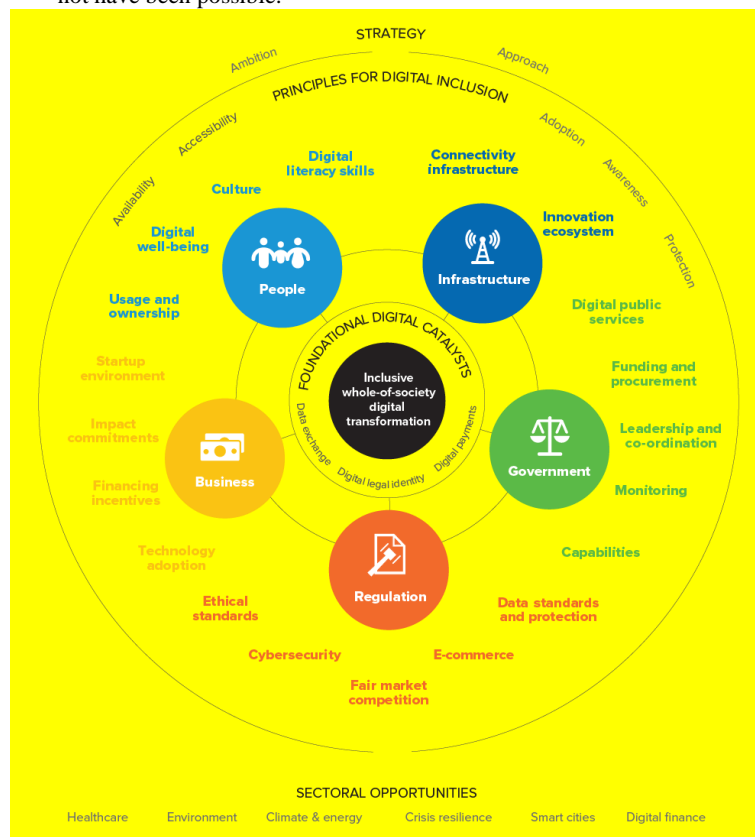 not have been possible.
STRATEGY
Ambition
Approach
PRINCIPLES FOR DIGITAL INCLUSION
Availability
Accessibility
Adoption
Awareness
Protection
Digital
literacy skills
Culture
Digital
well-being
Usage and
ownership
People
Connectivity
infrastructure
Innovation
ecosystem
Infrastructure
Digital public
services
Funding and
procurement
Leadership and
co-ordination
Monitoring
Capabilities
Government
FOUNDATIONAL DIGITAL CATALYSTS
Inclusive
whole-of-society
digital
transformation
Data exchange
Digital legal identity
Digital payments
Startup
environment
Impact
commitments
Financing
incentives
Technology
adoption
Business
Regulation
Ethical
standards
Cybersecurity
Fair market
competition
E-commerce
Data standards
and protection
SECTORAL OPPORTUNITIES
Healthcare
Environment
Climate & energy
Crisis resilience
Smart cities
Digital finance